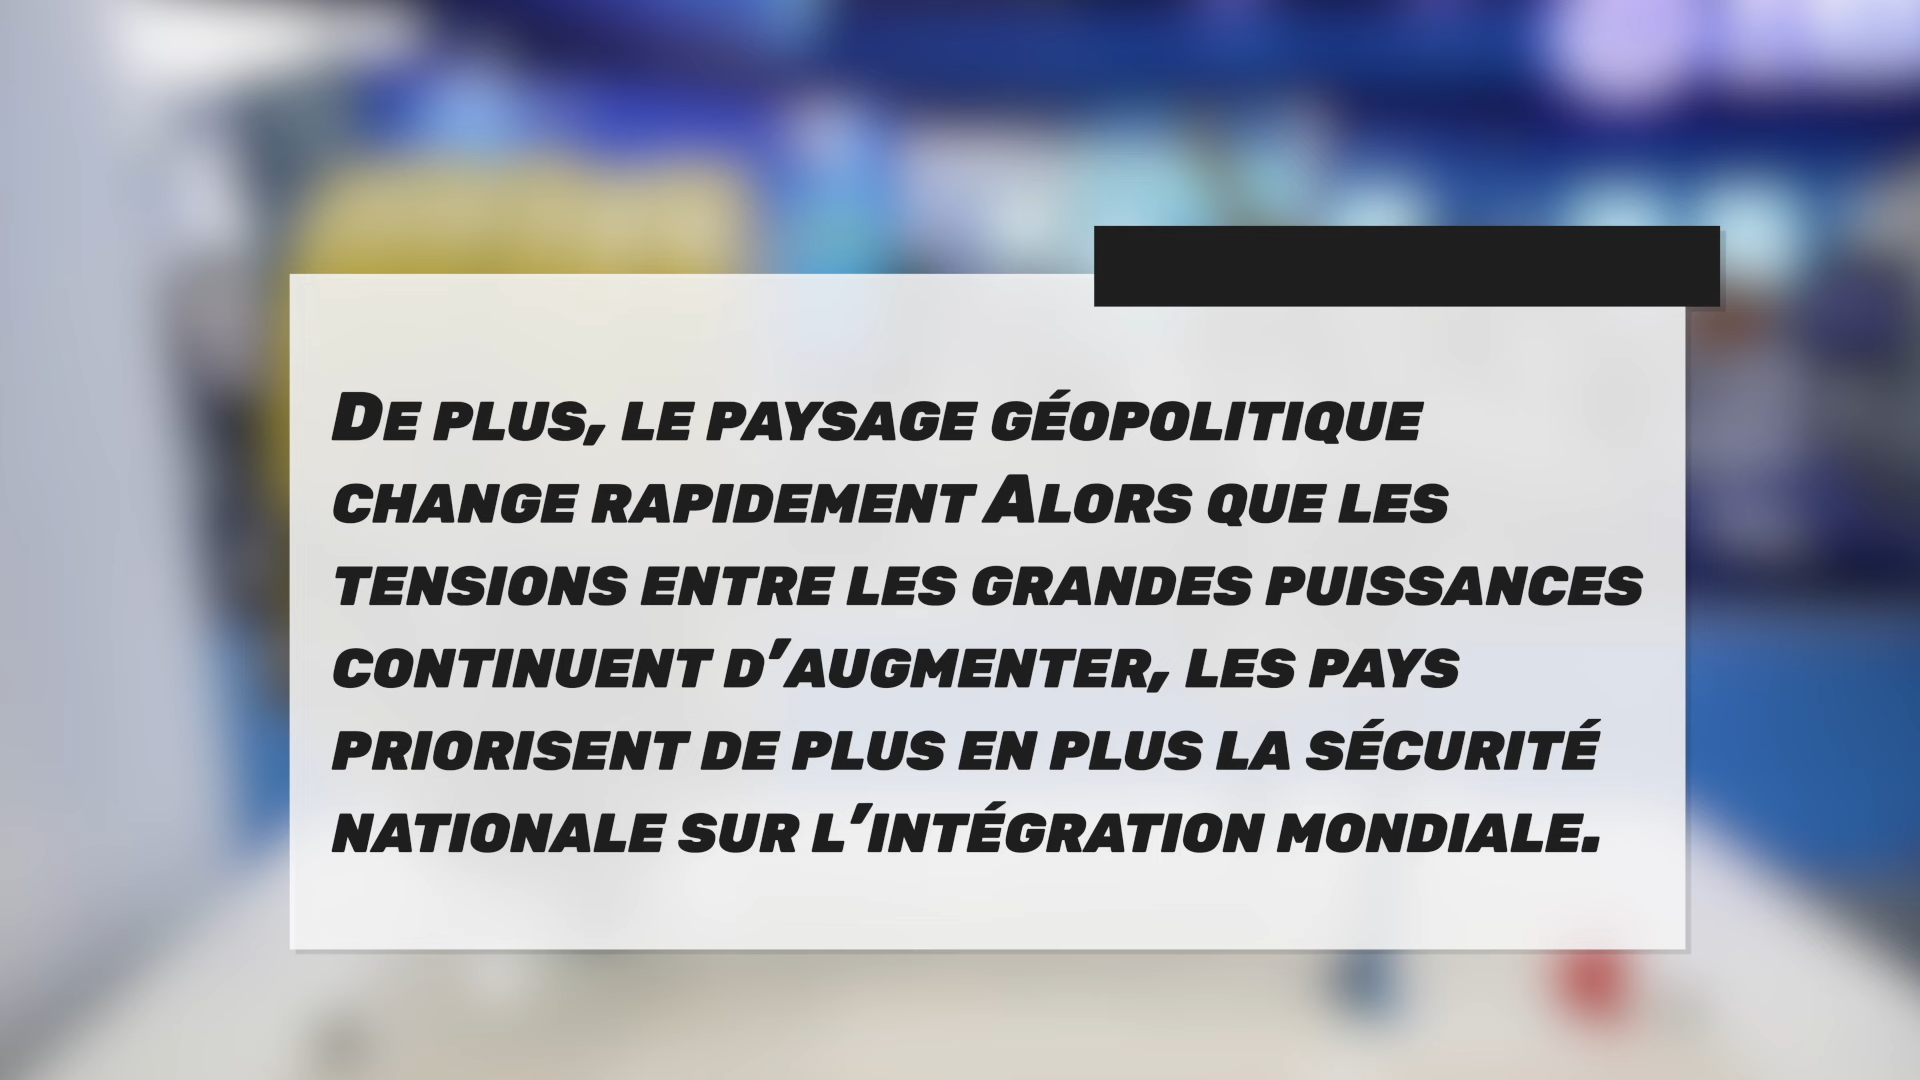 De plus, le paysage géopolitique
change rapidement Alors que les
tensions entre les grandes puissances
continuent d’augmenter, les pays
priorisent de plus en plus la sécurité
nationale sur l’intégration mondiale.